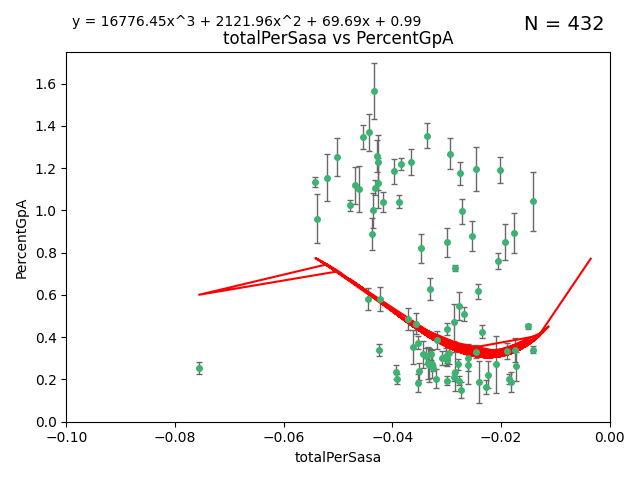 y = 16776.45x^3 + 2121.96x^2 + 69.69x + 0.99
N = 432
totalPerSasa vs PercentGpA
PercentGpA
1.6
1.4
1.2
1.0
0.8
0.6
0.4
0.2
0.0
−0.10 −0.08 −0.06 −0.04 −0.02 0.00
totalPerSasa